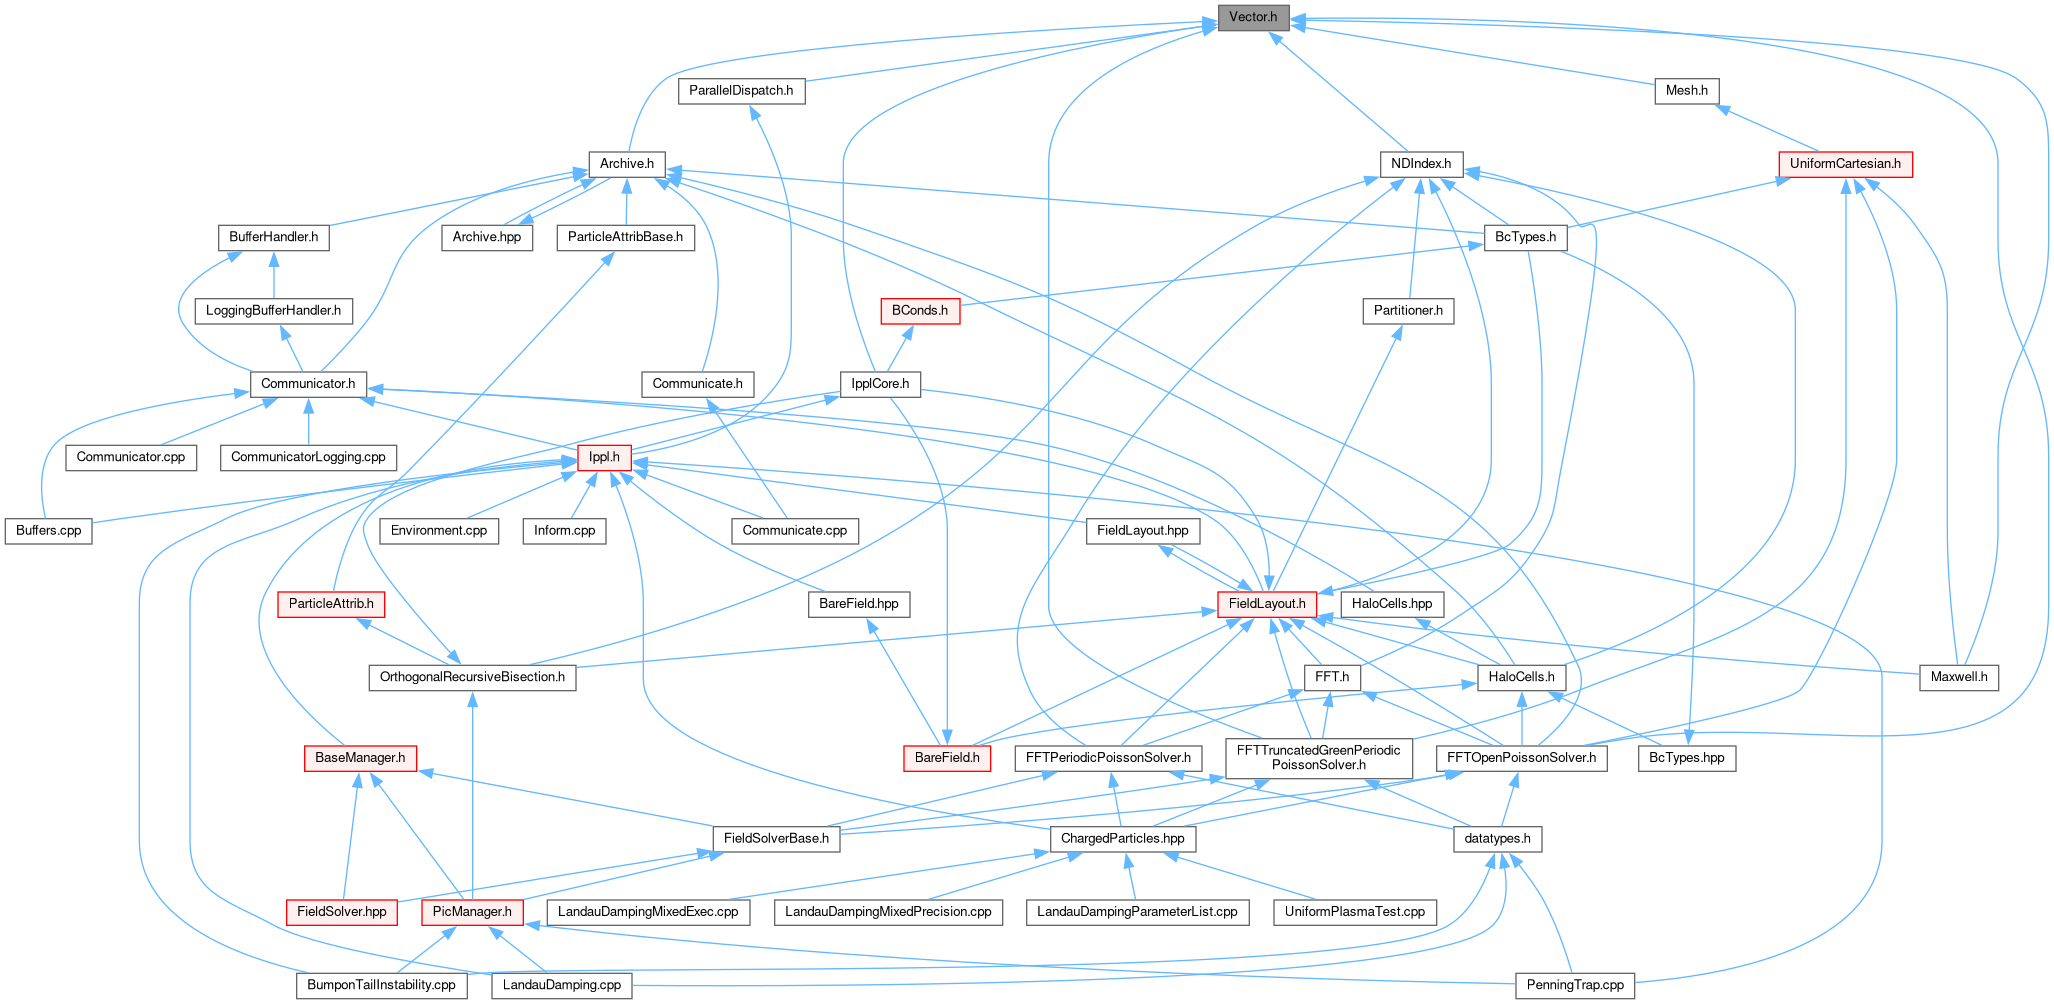 Vector.h
ParallelDispatch.h
Mesh.h
Archive.h
NDIndex.h
UniformCartesian.h
BufferHandler.h
Archive.hpp
ParticleAttribBase.h
BcTypes.h
LoggingBufferHandler.h
BConds.h
Partitioner.h
Communicator.h
Communicate.h
IpplCore.h
Communicator.cpp
CommunicatorLogging.cpp
Ippl.h
Buffers.cpp
Environment.cpp
Inform.cpp
Communicate.cpp
FieldLayout.hpp
ParticleAttrib.h
BareField.hpp
FieldLayout.h
HaloCells.hpp
OrthogonalRecursiveBisection.h
FFT.h
HaloCells.h
Maxwell.h
BaseManager.h
BareField.h
FFTPeriodicPoissonSolver.h
FFTTruncatedGreenPeriodic
PoissonSolver.h
FFTOpenPoissonSolver.h
BcTypes.hpp
FieldSolverBase.h
ChargedParticles.hpp
datatypes.h
FieldSolver.hpp
PicManager.h
LandauDampingMixedExec.cpp
LandauDampingMixedPrecision.cpp
LandauDampingParameterList.cpp
UniformPlasmaTest.cpp
BumponTailInstability.cpp
LandauDamping.cpp
PenningTrap.cpp